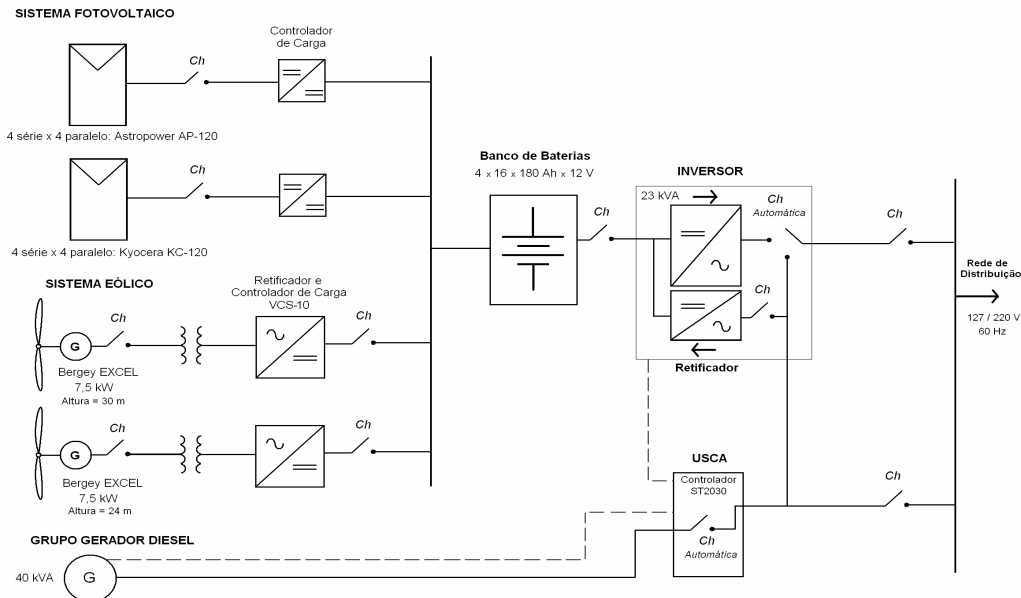 SISTEMA FOTOVOLTAICO
Ch
Controlador
de Carga
4 série x 4 paralelo: Astropower AP-120
Ch
4 série x 4 paralelo: Kyocera KC-120
SISTEMA EÓLICO
Ch
G
Bergey EXCEL
7,5 kW
Altura = 30 m
Retificador e
Controlador de Carga
VCS-10
Ch
Ch
G
Bergey EXCEL
7,5 kW
Altura = 24 m
Ch
GRUPO GERADOR DIESEL
40 kVA
G
Banco de Baterias
4 x 16 x 180 Ah x 12 V
Ch
INVERSOR
23 kVA
Ch
Automática
Ch
Retificador
Ch
USCA
Controlador
ST2030
Ch
Automática
Ch
Rede de
Distribuição
127 / 220 V
60 Hz